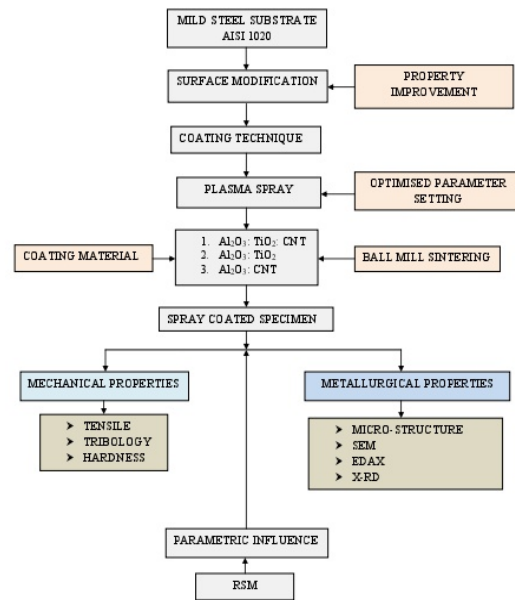 MILD STEEL SUBSTRATE
AISI 1020
SURFACE MODIFICATION
PROPERTY
IMPROVEMENT
COATING TECHNIQUE
PLASMA SPRAY
OPTIMISED PARAMETER
SETTING
COATING MATERIAL
1. Al₂O₃: TiO₂: CNT
2. Al₂O₃: TiO₂
3. Al₂O₃: CNT
BALL MILL SINTERING
SPRAY COATED SPECIMEN
MECHANICAL PROPERTIES
METALLURGICAL PROPERTIES
➤ TENSILE
➤ TRIBOLOGY
➤ HARDNESS
➤ MICRO-STRUCTURE
➤ SEM
➤ EDAX
➤ X-RD
PARAMETRIC INFLUENCE
RSM